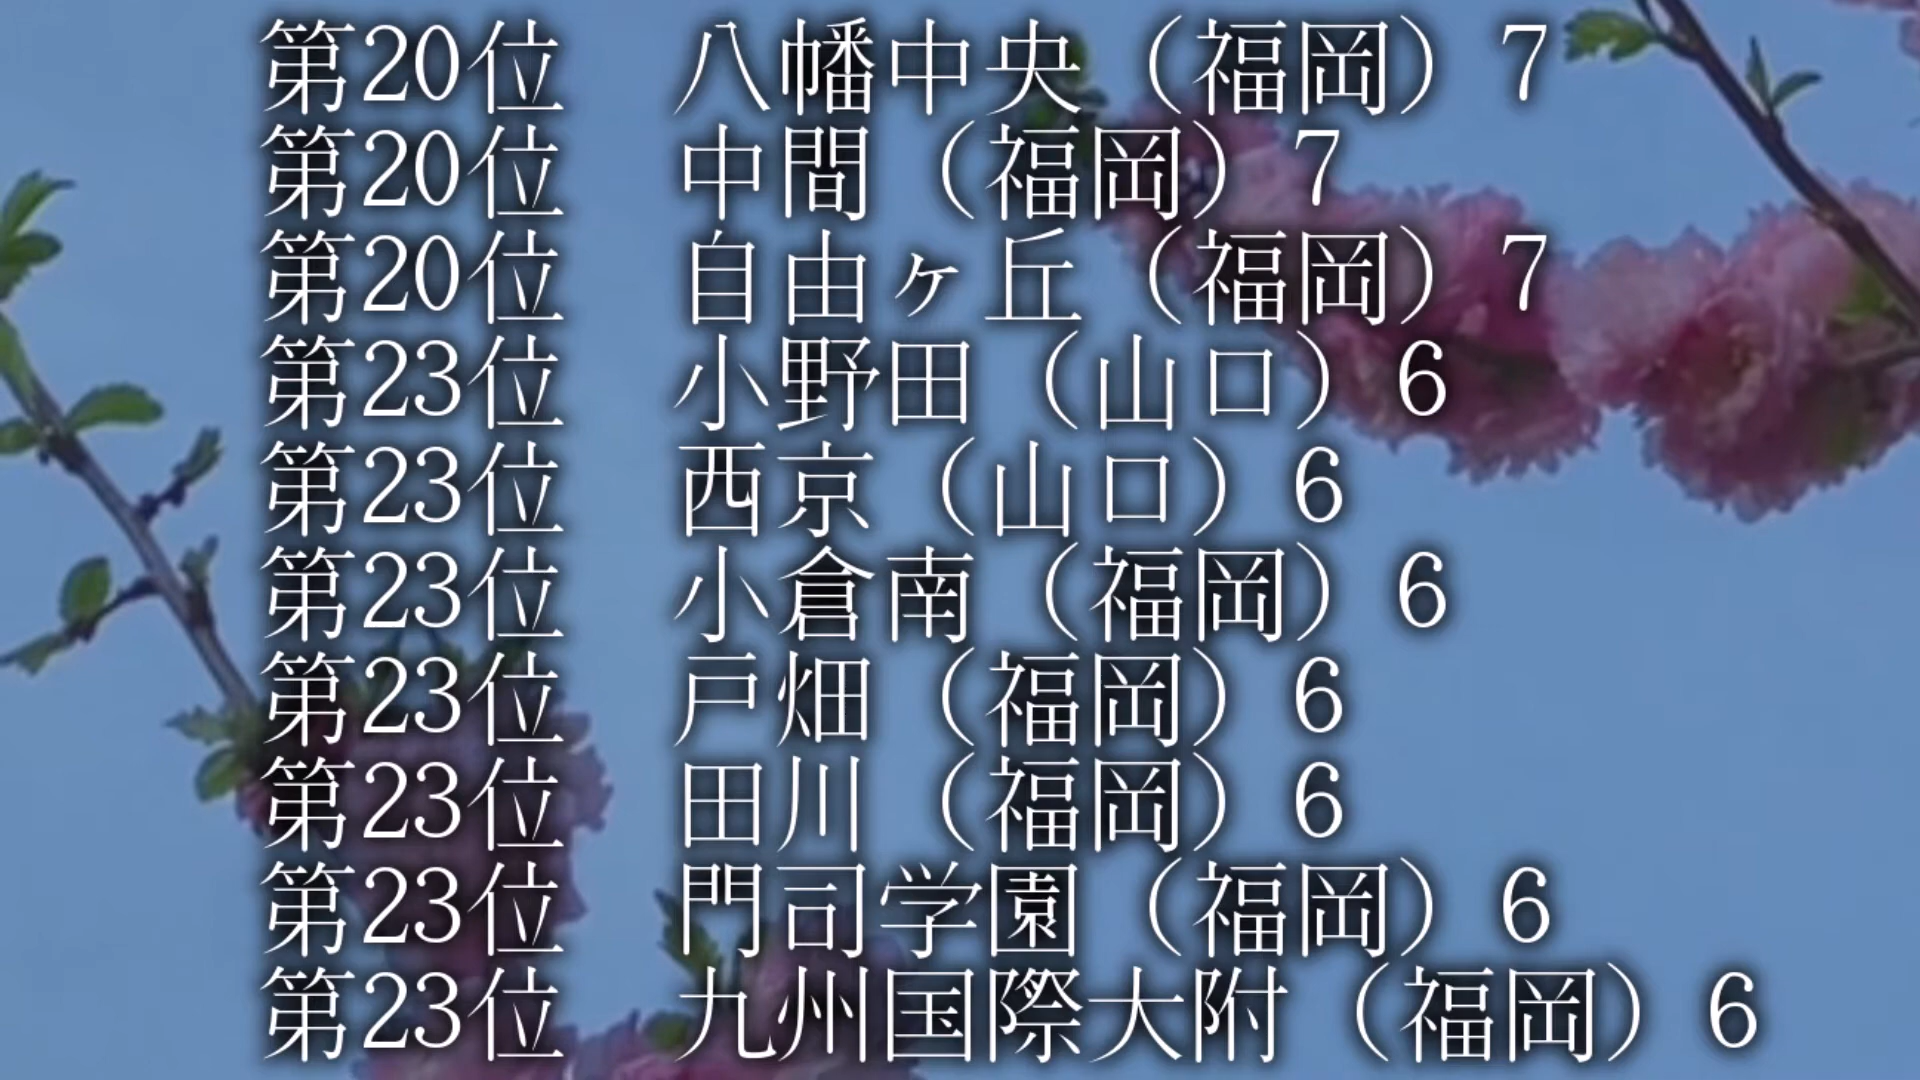 第20位 八幡中央（福岡）7
第20位 中間（福岡）7
第20位 自由ヶ丘（福岡）7
第23位 小野田（山口）6
第23位 西京（山口）6
第23位 小倉南（福岡）6
第23位 戸畑（福岡）6
第23位 田川（福岡）6
第23位 門司学園（福岡）6
第23位 九州国際大附（福岡）6